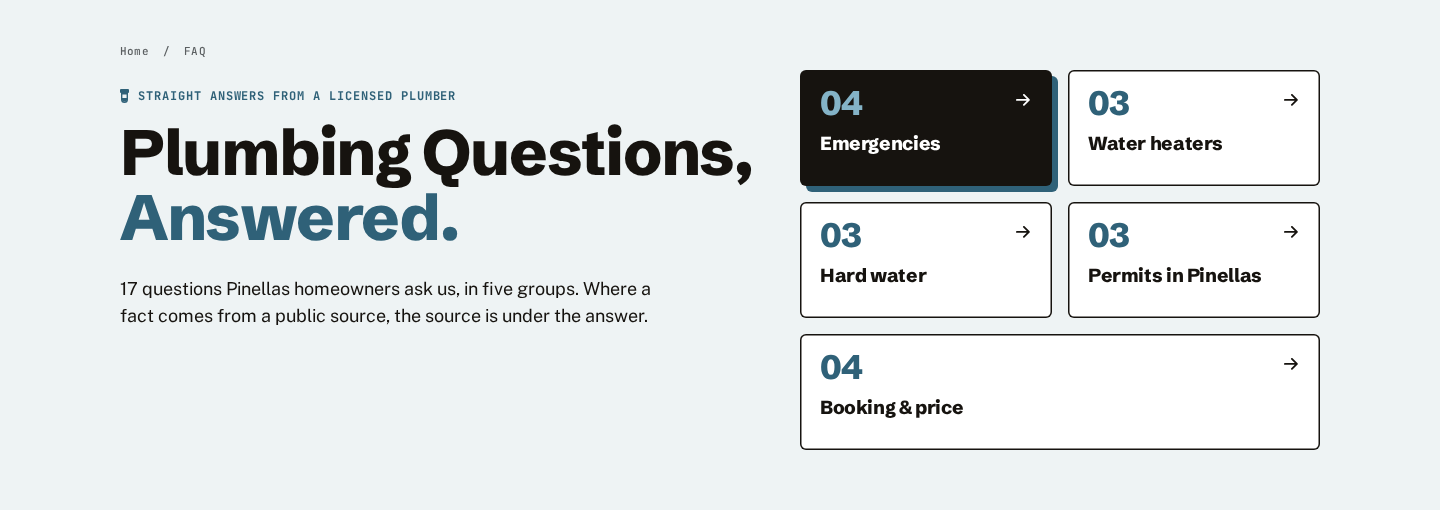 Home / FAQ
STRAIGHT ANSWERS FROM A LICENSED PLUMBER
Plumbing Questions,
Answered.
17 questions Pinellas homeowners ask us, in five groups. Where a
fact comes from a public source, the source is under the answer.
04
Emergencies
03
Water heaters
03
Hard water
03
Permits in Pinellas
04
Booking & price